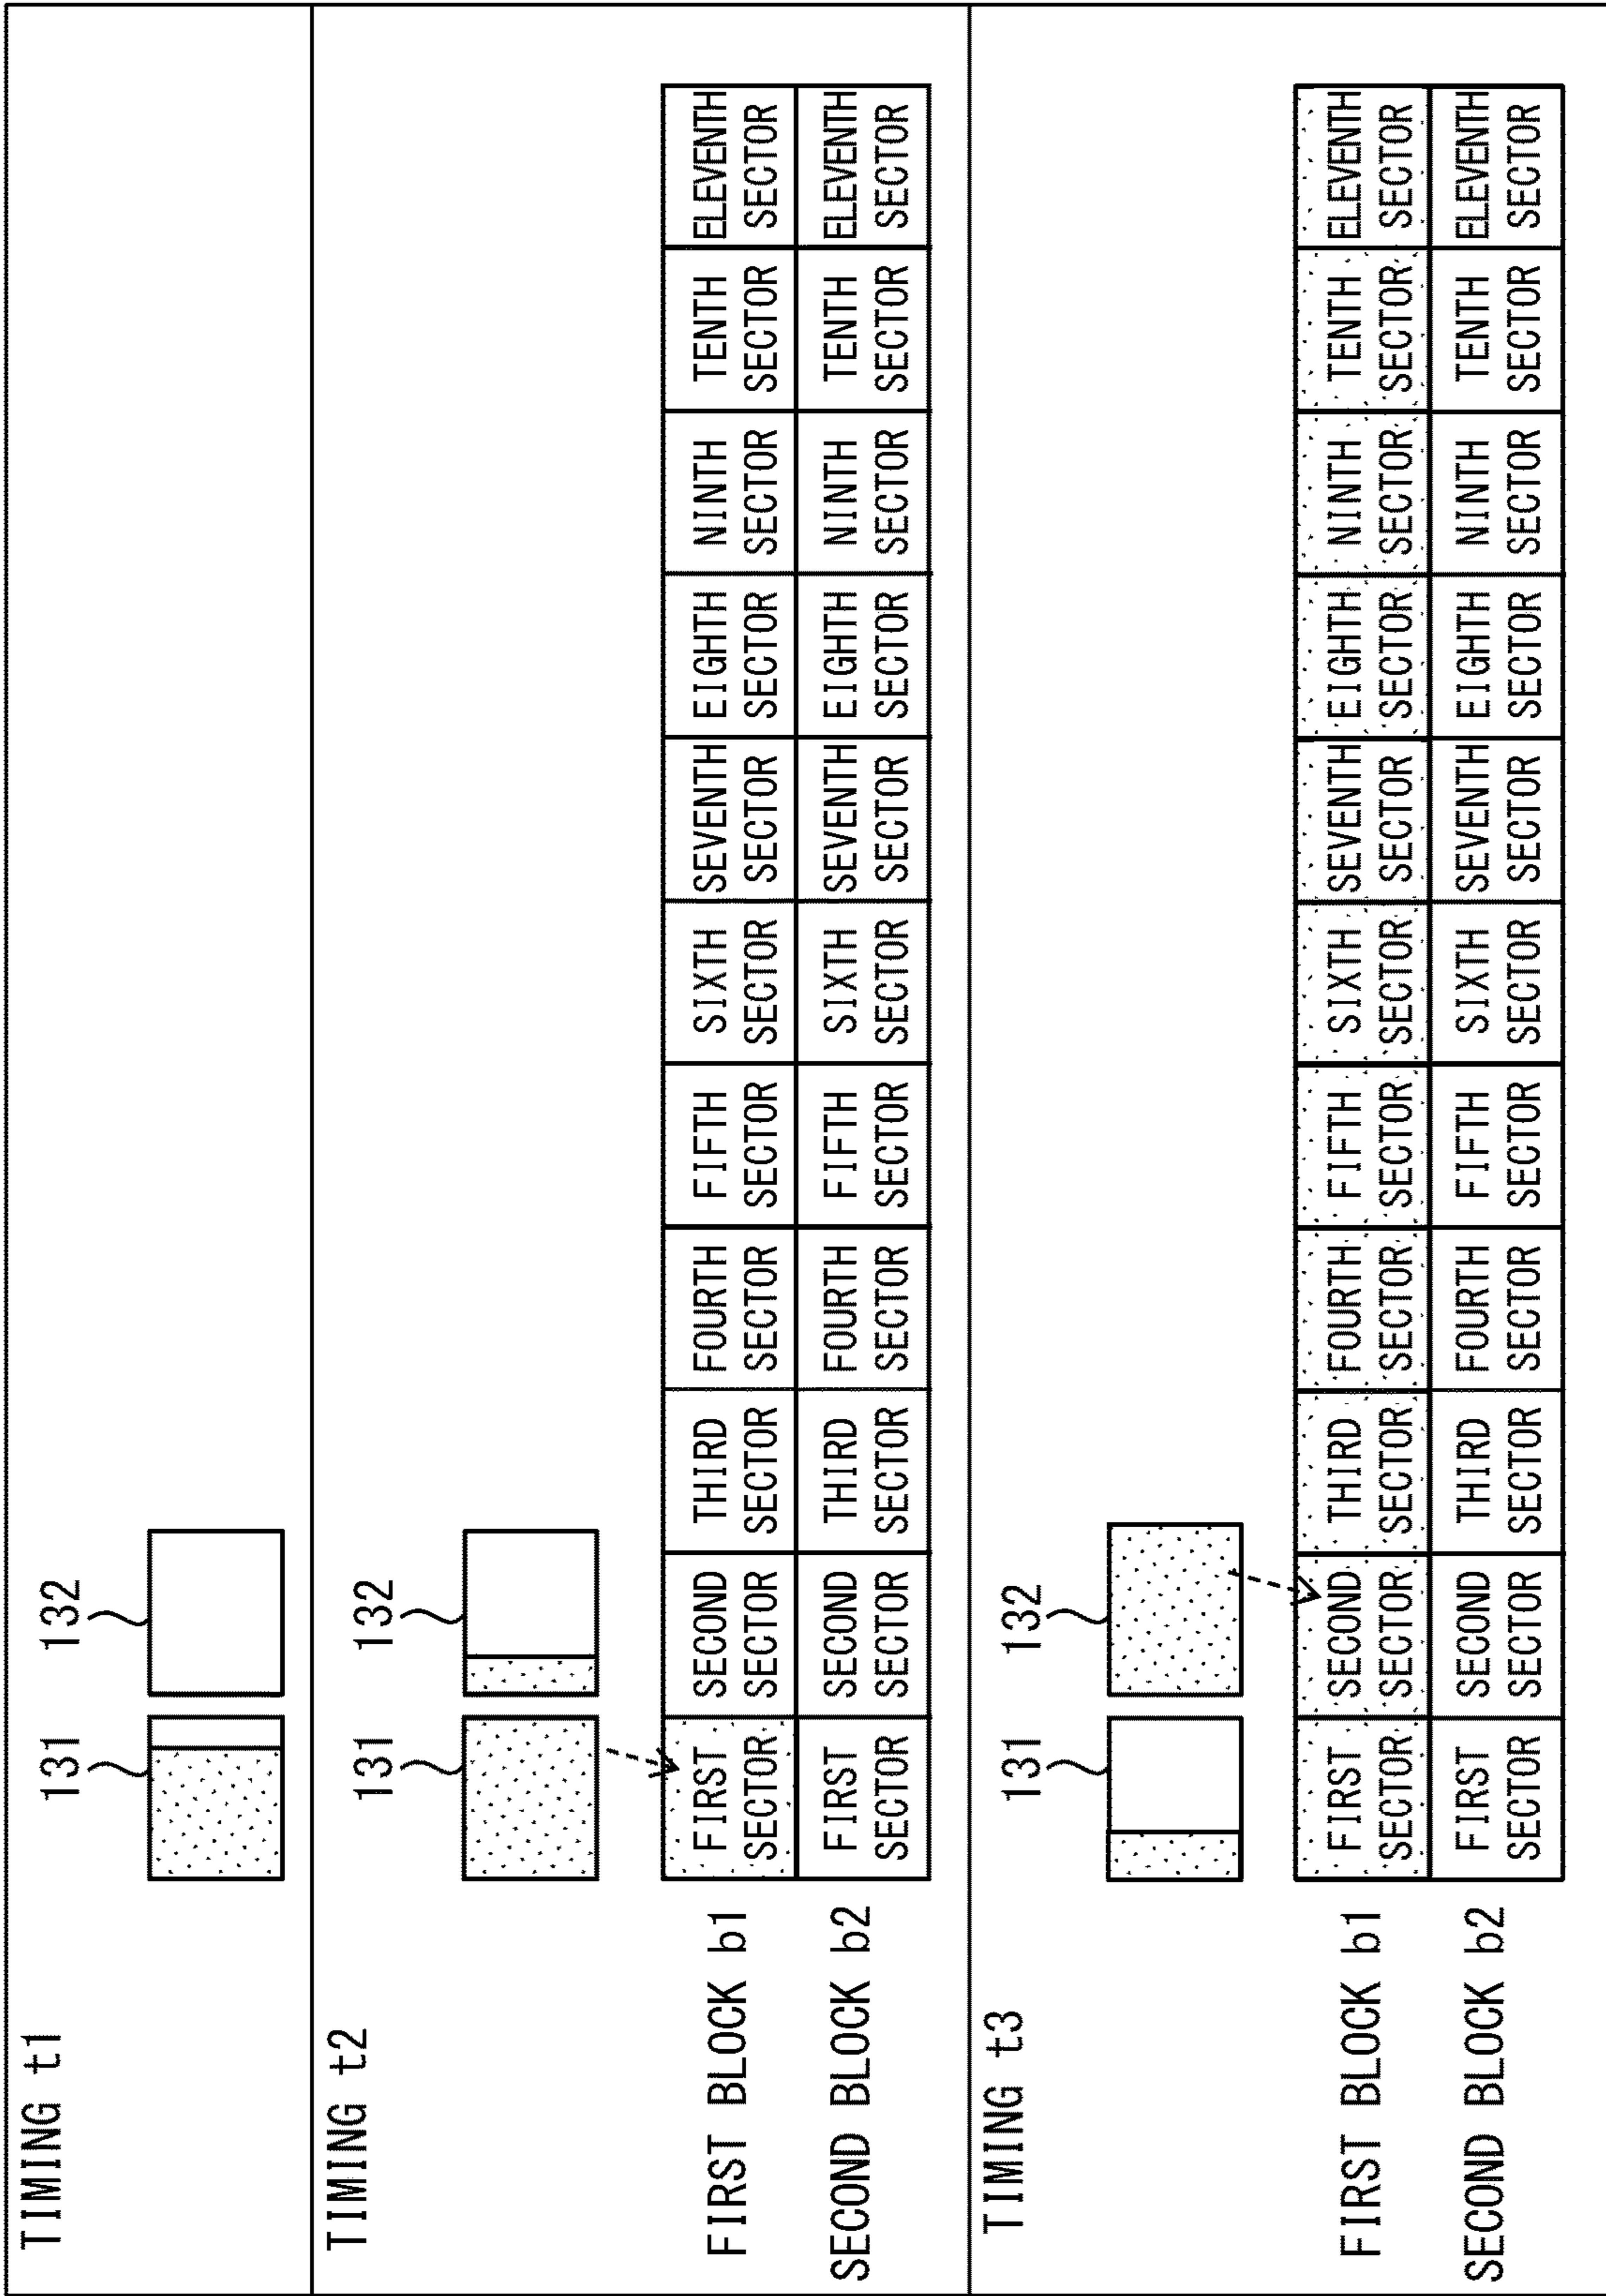 TIMING t1
131 132
TIMING t2
131 132
FIRST BLOCK b1
FIRST SECTOR
SECOND SECTOR
THIRD SECTOR
FOURTH SECTOR
FIFTH SECTOR
SIXTH SECTOR
SEVENTH SECTOR
EIGHTH SECTOR
NINTH SECTOR
TENTH SECTOR
ELEVENTH SECTOR
SECOND BLOCK b2
FIRST SECTOR
SECOND SECTOR
THIRD SECTOR
FOURTH SECTOR
FIFTH SECTOR
SIXTH SECTOR
SEVENTH SECTOR
EIGHTH SECTOR
NINTH SECTOR
TENTH SECTOR
ELEVENTH SECTOR
TIMING t3
131 132
FIRST BLOCK b1
FIRST SECTOR
SECOND SECTOR
THIRD SECTOR
FOURTH SECTOR
FIFTH SECTOR
SIXTH SECTOR
SEVENTH SECTOR
EIGHTH SECTOR
NINTH SECTOR
TENTH SECTOR
ELEVENTH SECTOR
SECOND BLOCK b2
FIRST SECTOR
SECOND SECTOR
THIRD SECTOR
FOURTH SECTOR
FIFTH SECTOR
SIXTH SECTOR
SEVENTH SECTOR
EIGHTH SECTOR
NINTH SECTOR
TENTH SECTOR
ELEVENTH SECTOR